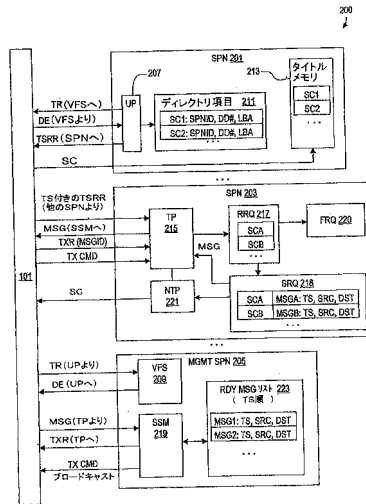 200
SPN 201
タイトル
メモリ
213
SC1
SC2
...
207
UP
ディレクトリ項目 211
SC1: SPNID, DD#, LBA
SC2: SPNID, DD#, LBA
...
TR(VFSへ)
DE(VFSより)
TSRR(SPNへ)
SC
...
101
SPN 203
TS付きのTSRR
(他のSPNより)
MSG(SSMへ)
TXR(MSGID)
TX CMD
TP
215
RRQ 217
SCA
SCB
...
FRQ 220
MSG
SRQ 218
SCA MSGA: TS, SRC, DST
SCB MSGB: TS, SRC, DST
...
NTP
221
SC
...
MGMT SPN 205
TR(UPより)
DE(UPへ)
VFS
209
RDY MSGリスト 223
(TS順)
MSG1: TS, SRC, DST
MSG2: TS, SRC, DST
...
MSG(TPより)
TXR(TPへ)
TX CMD
ブロードキャスト
SSM
219
...